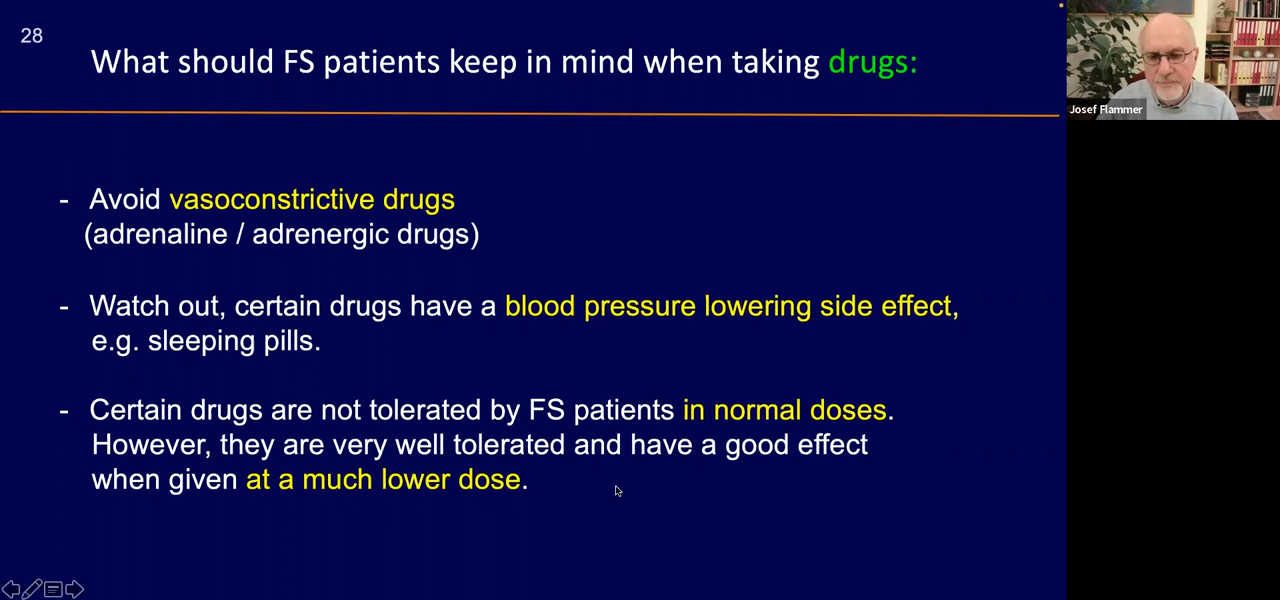 28
What should FS patients keep in mind when taking drugs:
Josef Flammer
- Avoid vasoconstrictive drugs
(adrenaline / adrenergic drugs)
- Watch out, certain drugs have a blood pressure lowering side effect,
e.g. sleeping pills.
- Certain drugs are not tolerated by FS patients in normal doses.
However, they are very well tolerated and have a good effect
when given at a much lower dose.